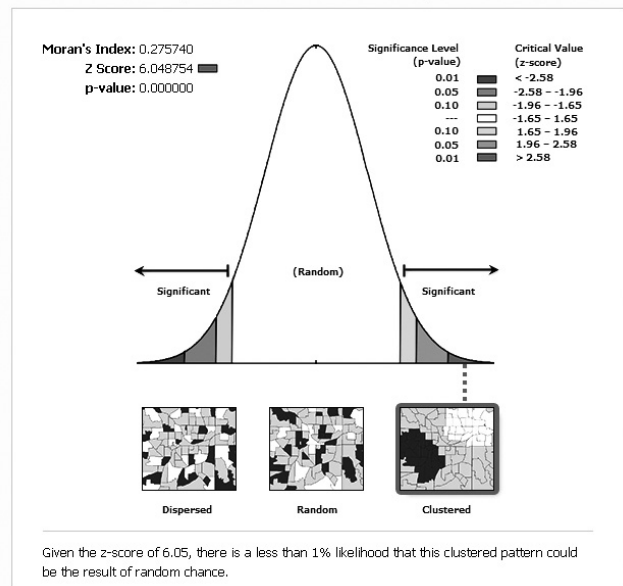 Moran's Index: 0.275740
Z Score: 6.048754
p-value: 0.000000
Significance Level Critical Value
(p-value) (z-score)
0.01 < -2.58
0.05 -2.58 – -1.96
0.10 -1.96 – -1.65
--- -1.65 – 1.65
0.10 1.65 – 1.96
0.05 1.96 – 2.58
0.01 > 2.58
(Random)
Significant Significant
Dispersed Random Clustered
Given the z-score of 6.05, there is a less than 1% likelihood that this clustered pattern could
be the result of random chance.